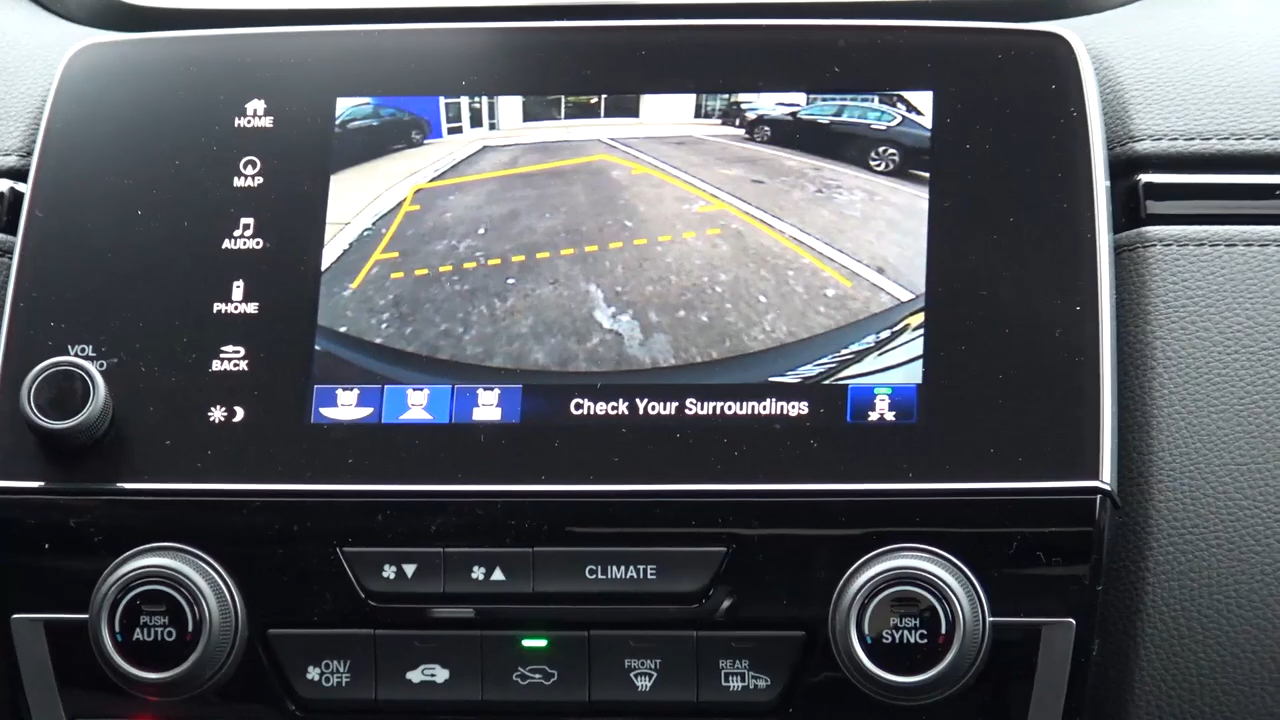 HOME
MAP
AUDIO
PHONE
BACK
VOL
Check Your Surroundings
CLIMATE
PUSH
AUTO
PUSH
SYNC
ON/
OFF
FRONT
REAR